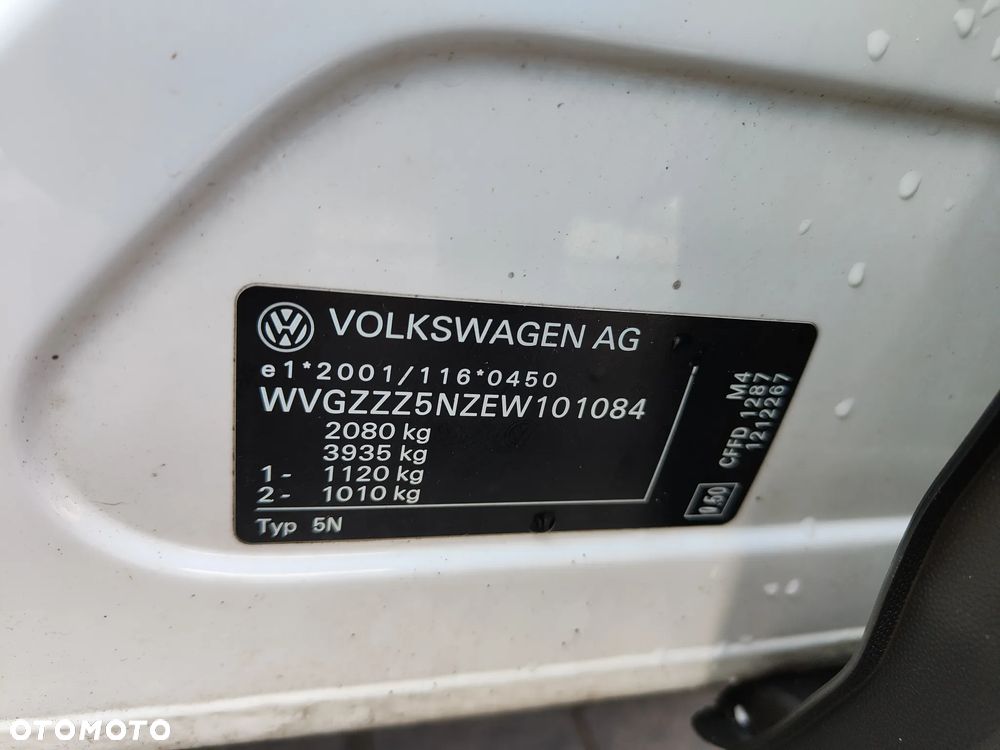 VOLKSWAGEN AG
e1*2001/116*0450
WVGZZZ5NZEW101084
2080 kg
3935 kg
1- 1120 kg
2- 1010 kg
Typ 5N
M4
CFFD 1287
1212267
0.50
OTOMOTO